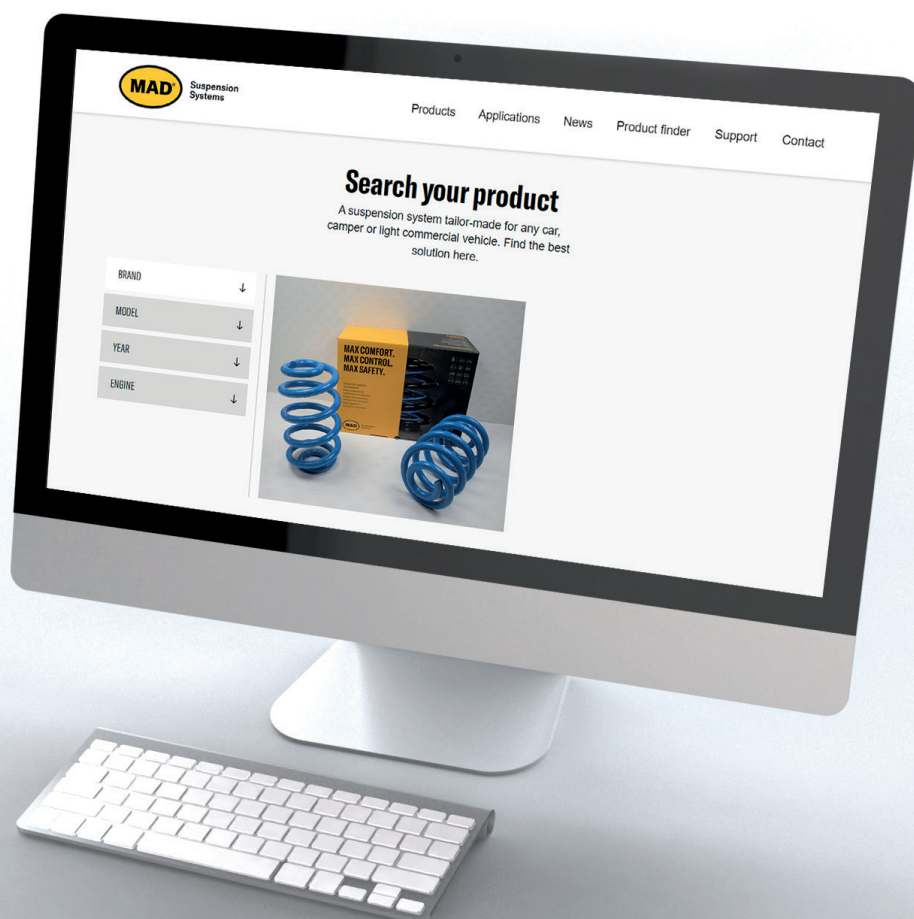 MAD
Suspension
Systems
Products Applications News Product finder Support Contact
Search your product
A suspension system tailor-made for any car,
camper or light commercial vehicle. Find the best
solution here.
BRAND
MODEL
YEAR
ENGINE
MAX COMFORT.
MAX CONTROL.
MAX SAFETY.
MAD